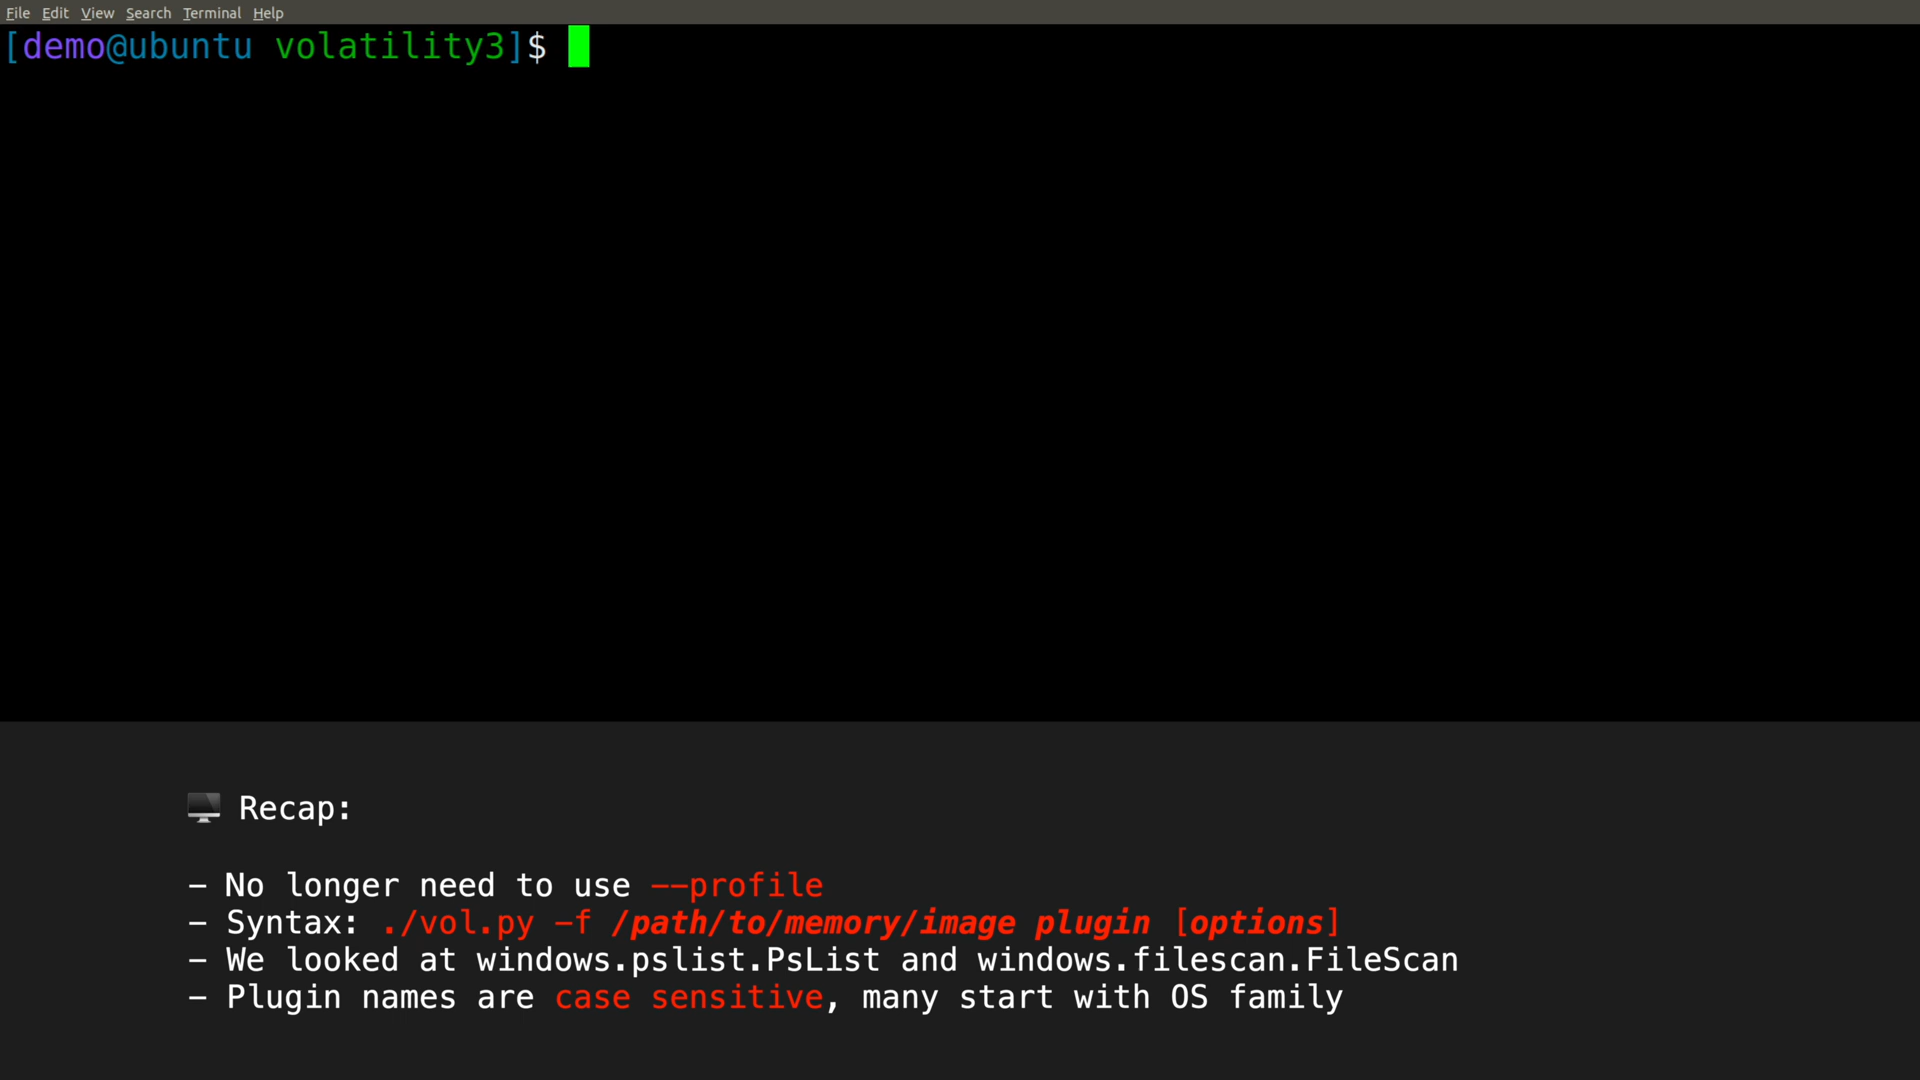 File Edit View Search Terminal Help
[demo@ubuntu volatility3]$
Recap:
– No longer need to use --profile
– Syntax: ./vol.py -f /path/to/memory/image plugin [options]
– We looked at windows.pslist.PsList and windows.filescan.FileScan
– Plugin names are case sensitive, many start with OS family